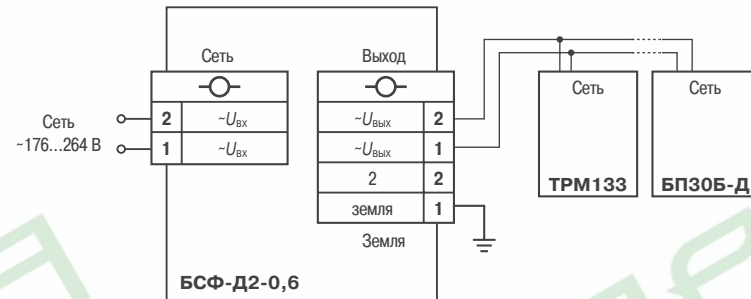 Сеть
Выход
Сеть
~176...264 В
2 ~Uвх
1 ~Uвх
~Uвых 2
~Uвых 1
2 2
земля 1
Земля
БСФ-Д2-0,6
Сеть
ТРМ133
Сеть
БП30Б-Д